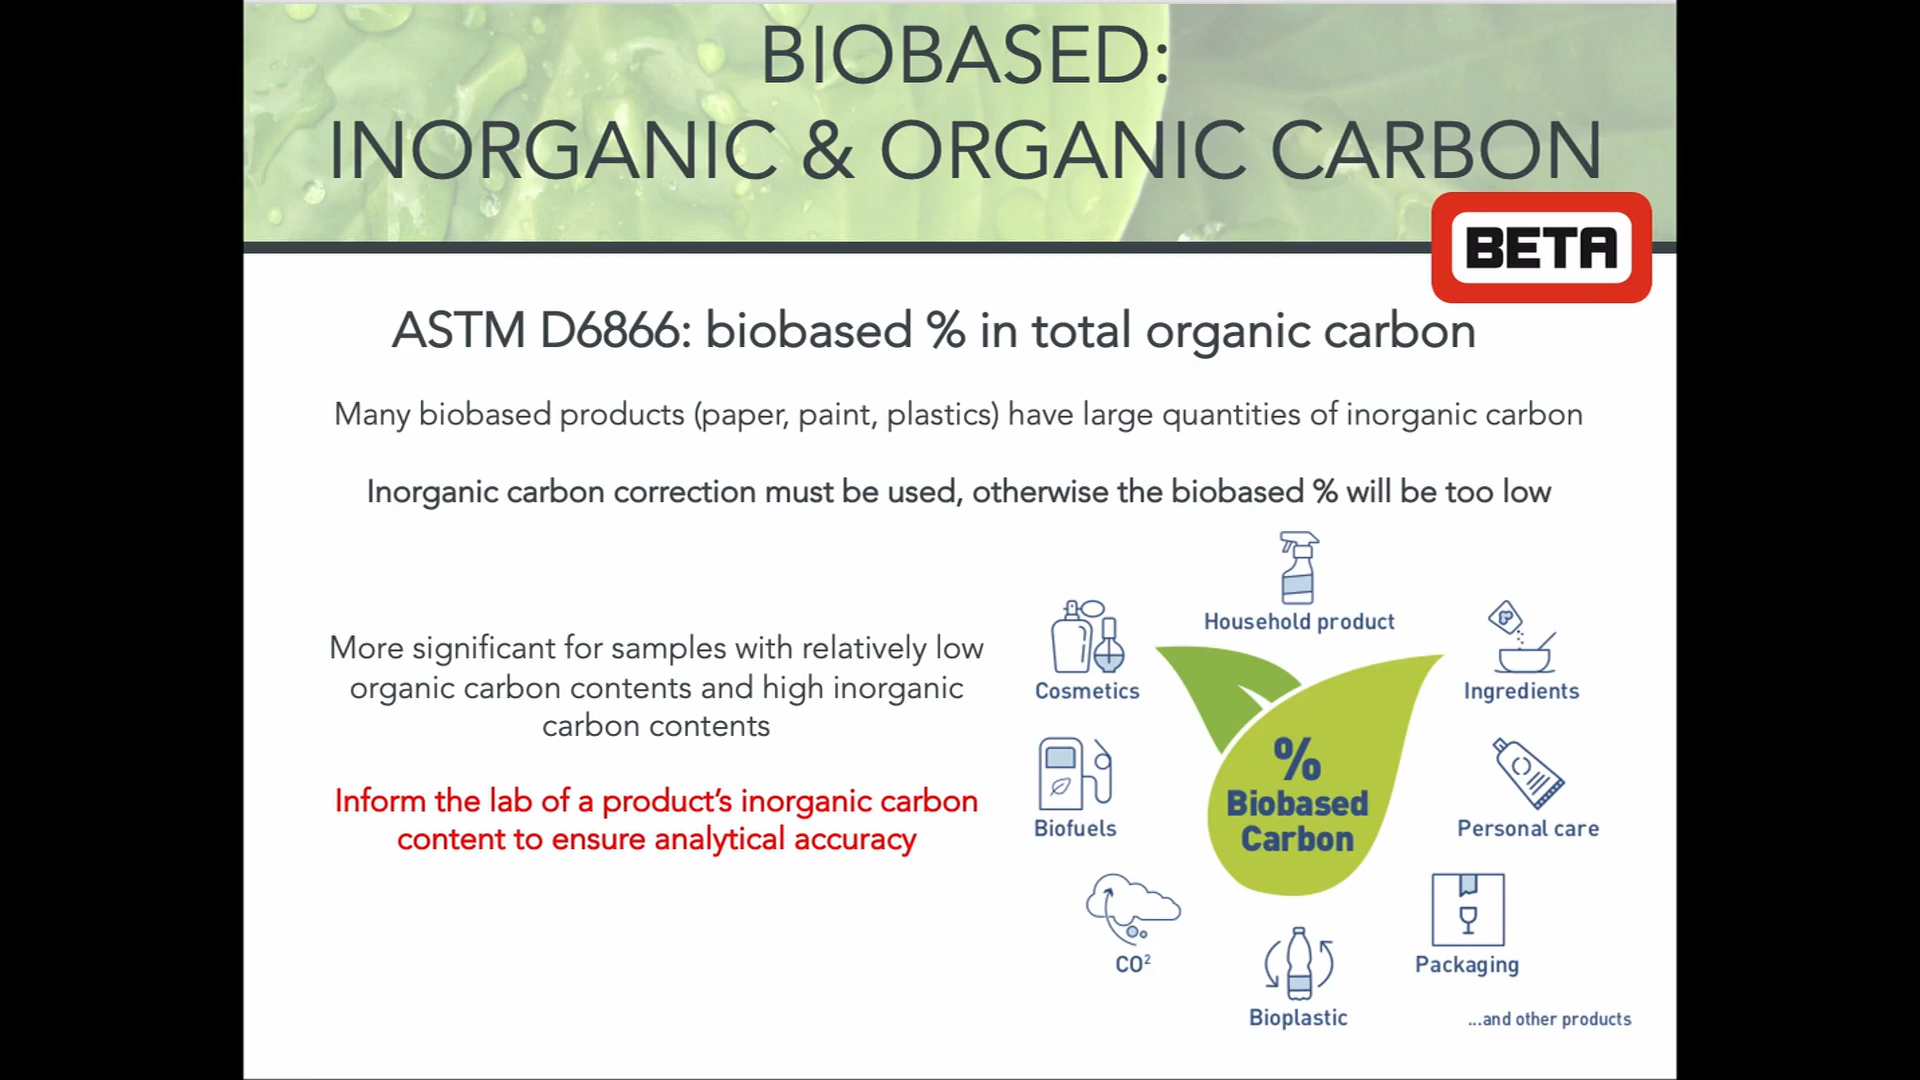 BIOBASED:
INORGANIC & ORGANIC CARBON
BETA
ASTM D6866: biobased % in total organic carbon
Many biobased products (paper, paint, plastics) have large quantities of inorganic carbon
Inorganic carbon correction must be used, otherwise the biobased % will be too low
More significant for samples with relatively low
organic carbon contents and high inorganic
carbon contents
Inform the lab of a product's inorganic carbon
content to ensure analytical accuracy
Household product
Cosmetics
Ingredients
%
Biobased
Carbon
Biofuels
Personal care
CO²
Packaging
Bioplastic
...and other products